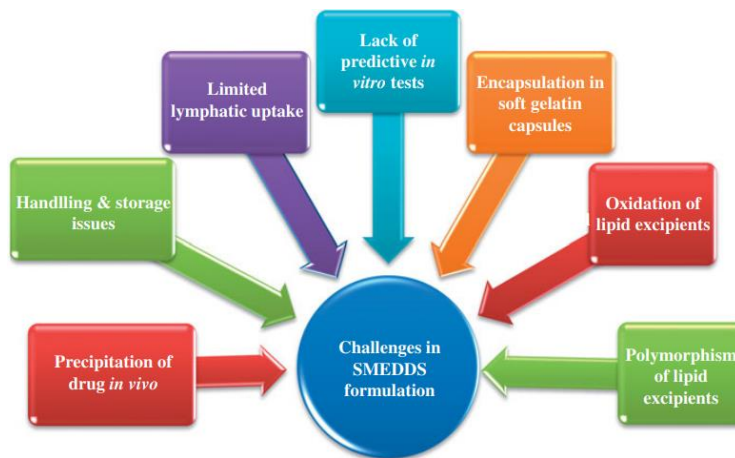 Lack of
predictive in
vitro tests
Limited
lymphatic uptake
Encapsulation in
soft gelatin
capsules
Handlling & storage
issues
Oxidation of
lipid excipients
Precipitation of
drug in vivo
Challenges in
SMEDDS
formulation
Polymorphism
of lipid
excipients